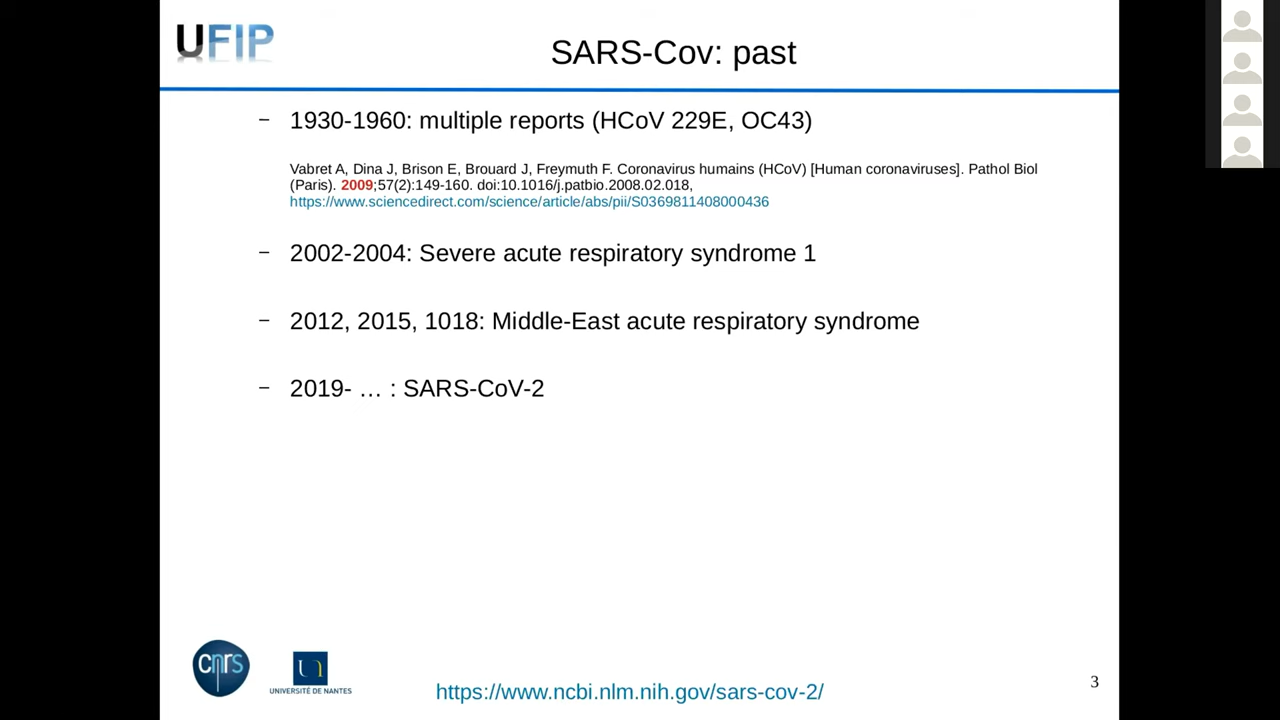 UFIP
SARS-Cov: past
– 1930-1960: multiple reports (HCoV 229E, OC43)
Vabret A, Dina J, Brison E, Brouard J, Freymuth F. Coronavirus humains (HCoV) [Human coronaviruses]. Pathol Biol
(Paris). 2009;57(2):149-160. doi:10.1016/j.patbio.2008.02.018,
https://www.sciencedirect.com/science/article/abs/pii/S0369811408000436
– 2002-2004: Severe acute respiratory syndrome 1
– 2012, 2015, 1018: Middle-East acute respiratory syndrome
– 2019- … : SARS-CoV-2
cnrs
UNIVERSITÉ DE NANTES
https://www.ncbi.nlm.nih.gov/sars-cov-2/
3